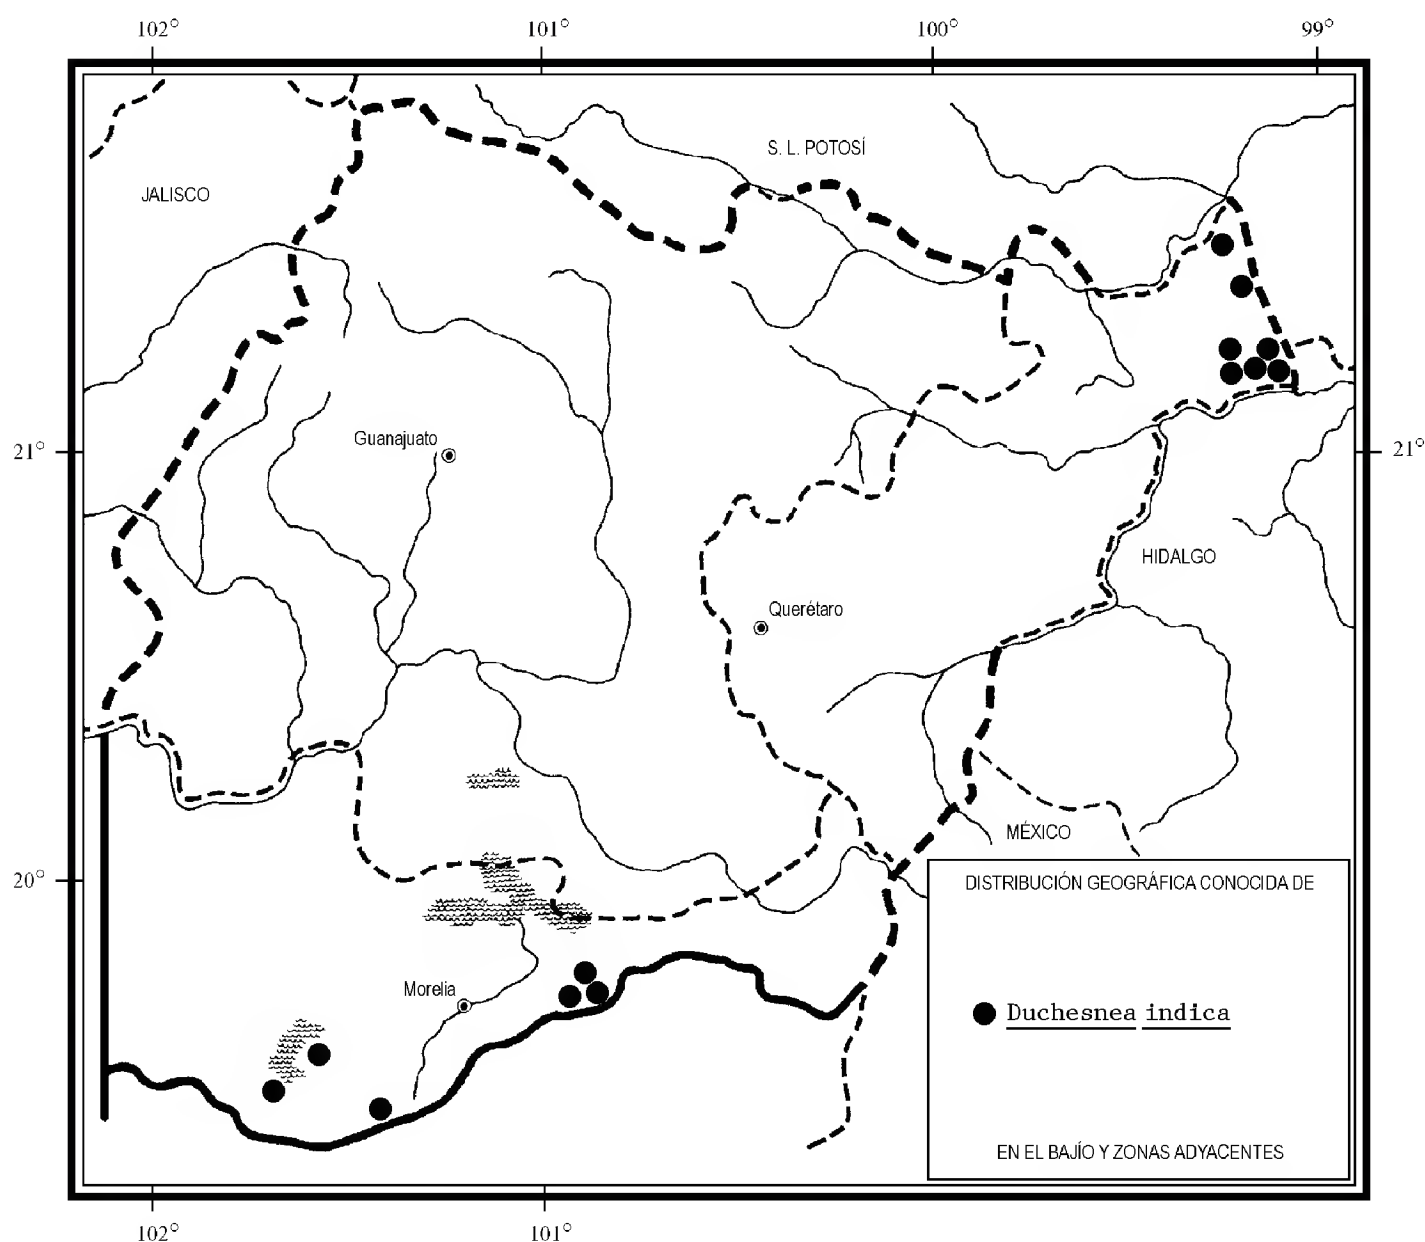 102° 101° 100° 99°
S. L. POTOSÍ
JALISCO
Guanajuato
21° 21°
HIDALGO
Querétaro
MÉXICO
20°
DISTRIBUCIÓN GEOGRÁFICA CONOCIDA DE
Morelia
Duchesnea indica
EN EL BAJÍO Y ZONAS ADYACENTES
102° 101°